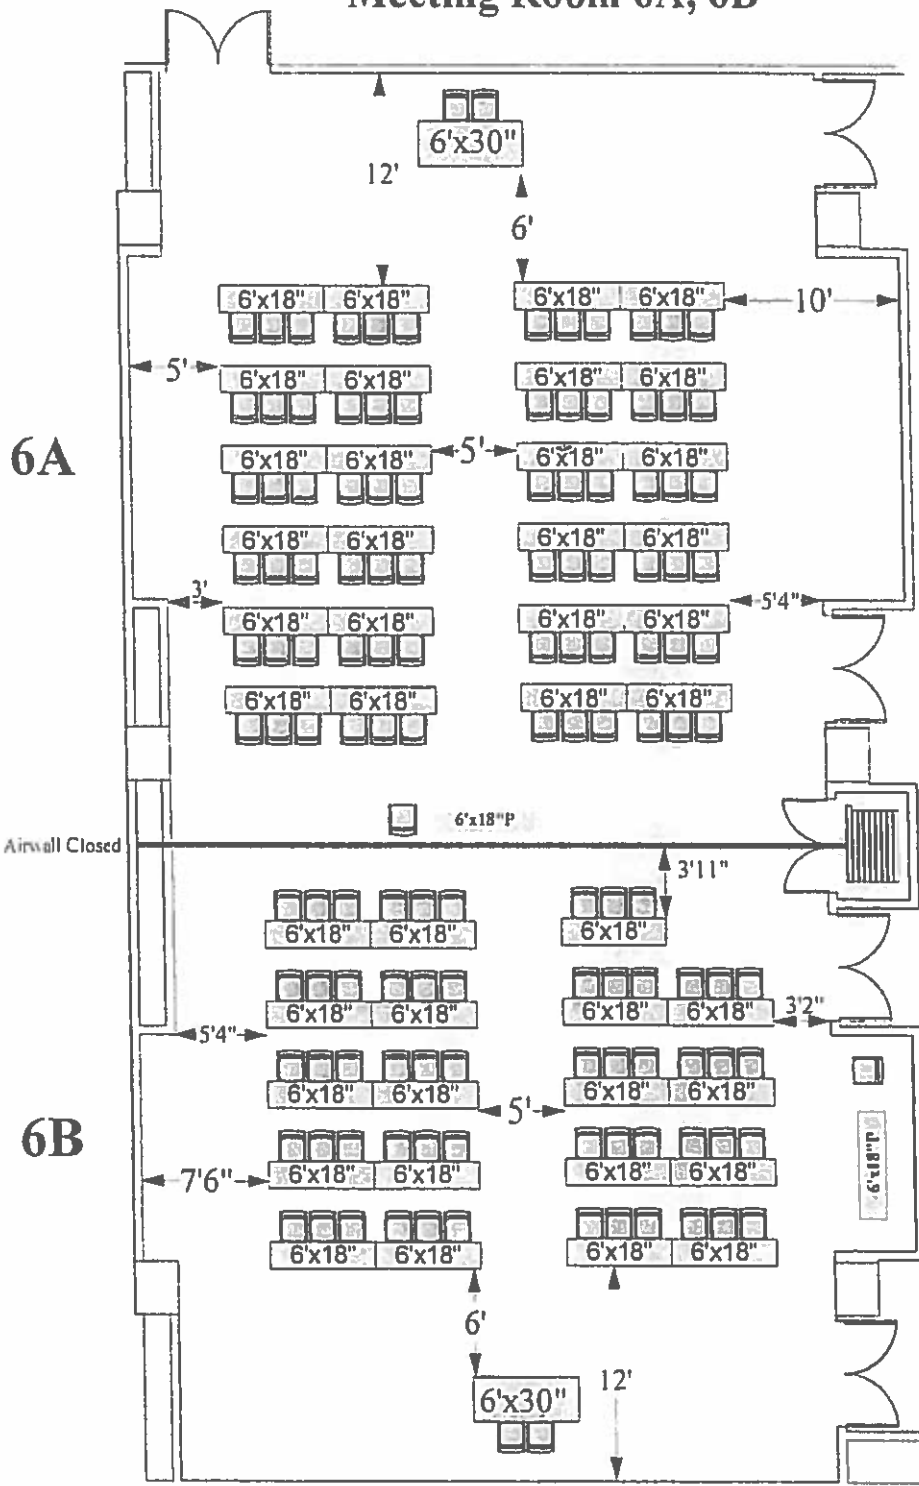 Meeting Room 6A, 6B
6'x30"
12'
6'
6'x18" 6'x18" 6'x18" 6'x18" 10'
5'
6'x18" 6'x18" 6'x18" 6'x18"
6A
6'x18" 6'x18" 5' 6'x18" 6'x18"
6'x18" 6'x18" 6'x18" 6'x18"
3' 5'4"
6'x18" 6'x18" 6'x18" 6'x18"
6'x18" 6'x18" 6'x18" 6'x18"
6'x18"P
Airwall Closed
3'11"
6'x18" 6'x18" 6'x18"
6'x18" 6'x18" 6'x18" 6'x18" 3'2"
5'4"
6'x18" 6'x18" 6'x18" 6'x18"
5'
6B
6'x18" 6'x18" 6'x18" 6'x18"
7'6"
6'x18"P
6'x18" 6'x18" 6'x18" 6'x18"
6'
12'
6'x30"